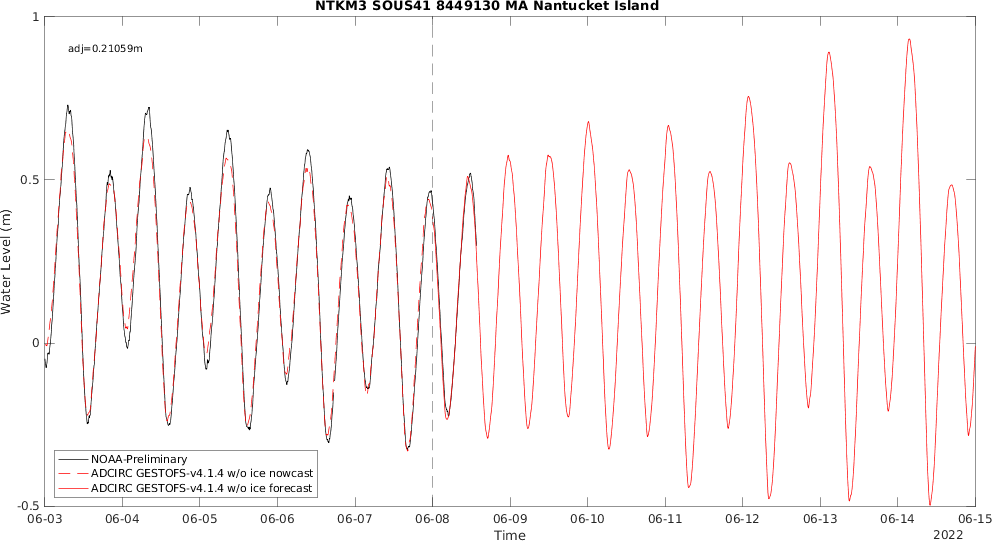 NTKM3 SOUS41 8449130 MA Nantucket Island
1
adj=0.21059m
0.5
Water Level (m)
0
NOAA-Preliminary
ADCIRC GESTOFS-v4.1.4 w/o ice nowcast
ADCIRC GESTOFS-v4.1.4 w/o ice forecast
-0.5
06-03 06-04 06-05 06-06 06-07 06-08 06-09 06-10 06-11 06-12 06-13 06-14 06-15
Time
2022